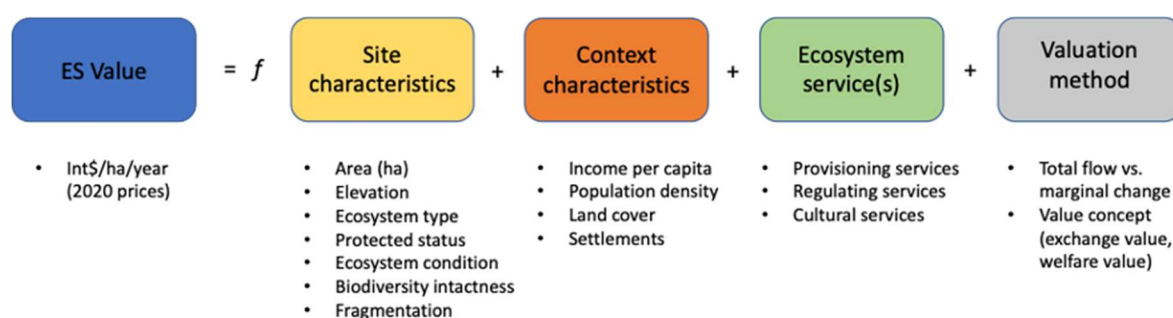 ES Value
= f
Site
characteristics
+
Context
characteristics
+
Ecosystem
service(s)
+
Valuation
method
• Int$/ha/year
(2020 prices)
• Area (ha)
• Elevation
• Ecosystem type
• Protected status
• Ecosystem condition
• Biodiversity intactness
• Fragmentation
• Income per capita
• Population density
• Land cover
• Settlements
• Provisioning services
• Regulating services
• Cultural services
• Total flow vs.
marginal change
• Value concept
(exchange value,
welfare value)